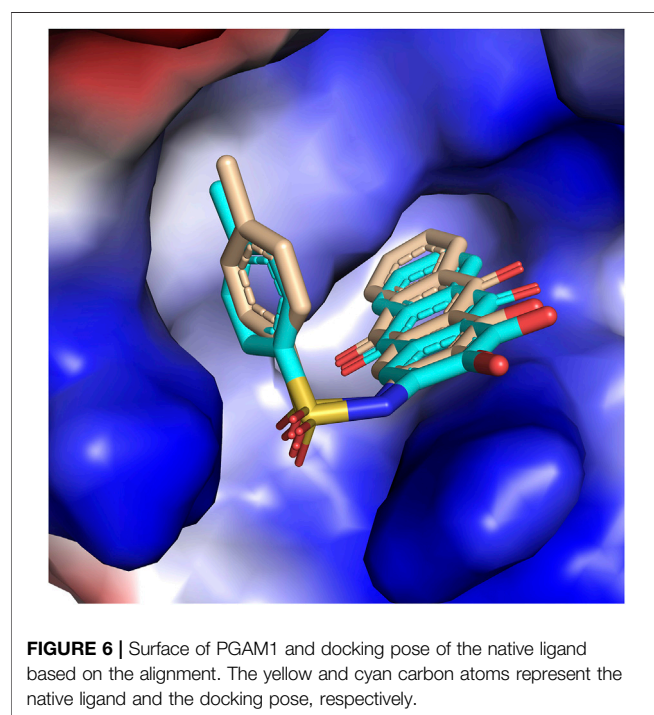 FIGURE 6 | Surface of PGAM1 and docking pose of the native ligand
based on the alignment. The yellow and cyan carbon atoms represent the
native ligand and the docking pose, respectively.